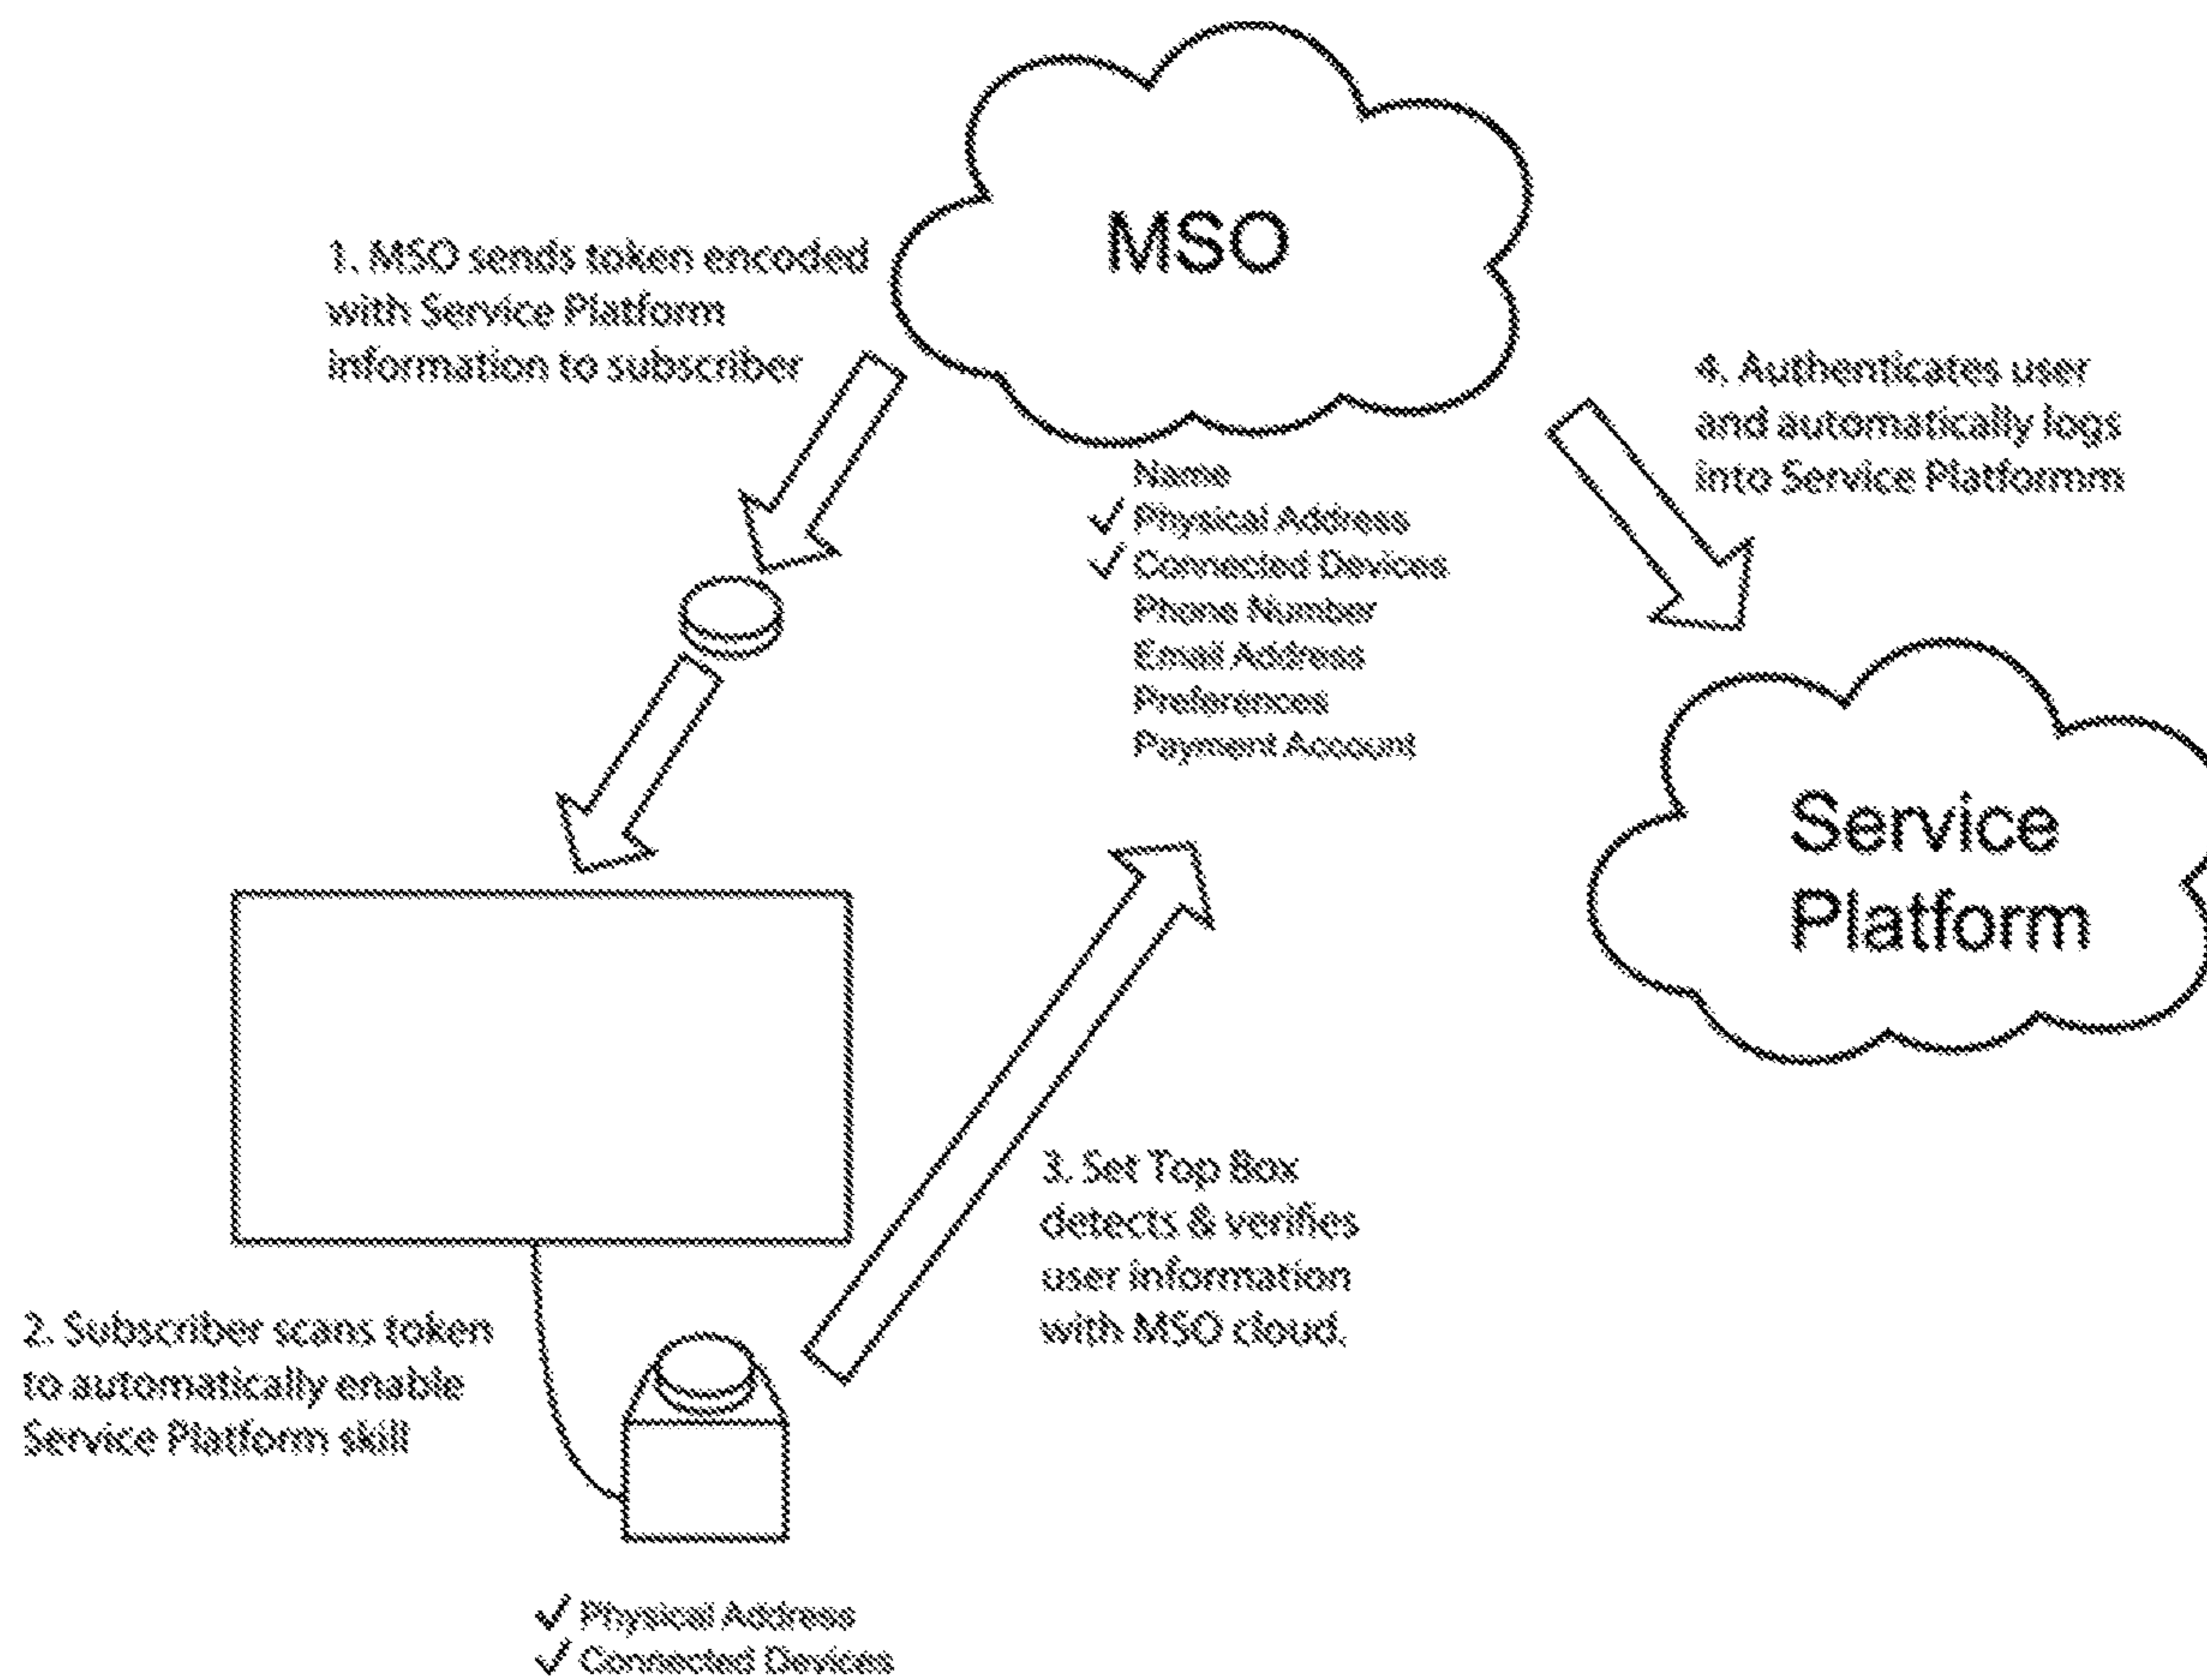 MSO
1. MSO sends token encoded
with Service Platform
information to subscriber
4. Authenticates user
and automatically logs
into Service Platformm
Name
✓ Physical Address
✓ Connected Devices
Phone Number
Email Address
Preferences
Payment Account
Service
Platform
3. Set Top Box
detects & verifies
user information
with MSO cloud.
2. Subscriber scans token
to automatically enable
Service Platform skill
✓ Physical Address
✓ Connected Devices